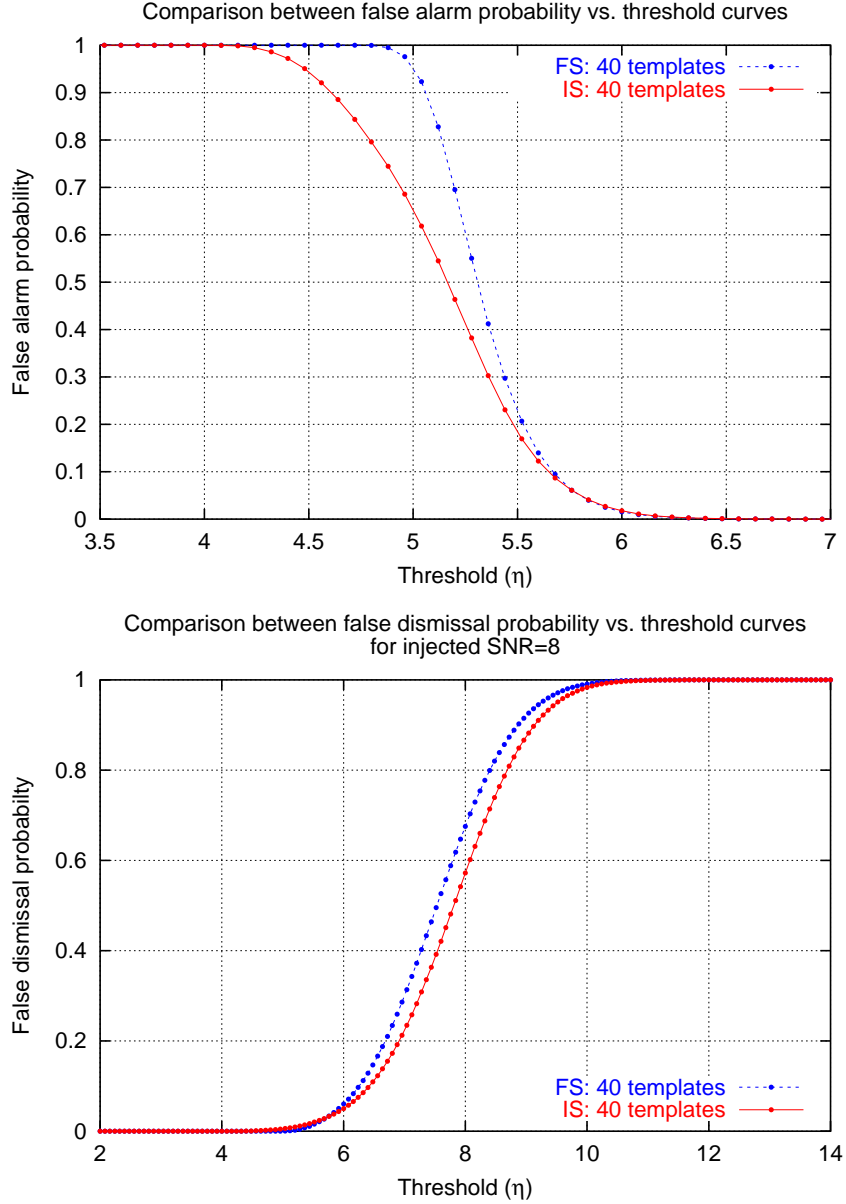 Comparison between false alarm probability vs. threshold curves
1
0.9
0.8
0.7
0.6
0.5
0.4
0.3
0.2
0.1
0
False alarm probability
FS: 40 templates
IS: 40 templates
3.5 4 4.5 5 5.5 6 6.5 7
Threshold (η)
Comparison between false dismissal probability vs. threshold curves
for injected SNR=8
1
0.8
0.6
0.4
0.2
0
False dismissal probability
FS: 40 templates
IS: 40 templates
2 4 6 8 10 12 14
Threshold (η)